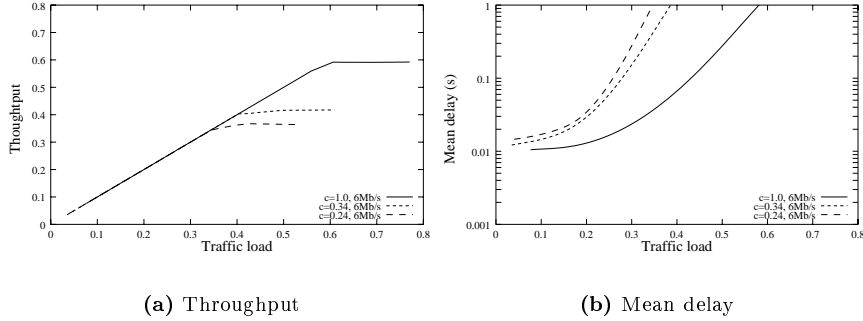 0.8
0.7
0.6
0.5
0.4
0.3
0.2
0.1
0
Thoughtput
c=1.0, 6Mb/s
c=0.34, 6Mb/s
c=0.24, 6Mb/s
0 0.1 0.2 0.3 0.4 0.5 0.6 0.7 0.8
Traffic load
1
0.1
0.01
0.001
Mean delay (s)
c=1.0, 6Mb/s
c=0.34, 6Mb/s
c=0.24, 6Mb/s
0 0.1 0.2 0.3 0.4 0.5 0.6 0.7 0.8
Traffic load
(a) Throughput
(b) Mean delay